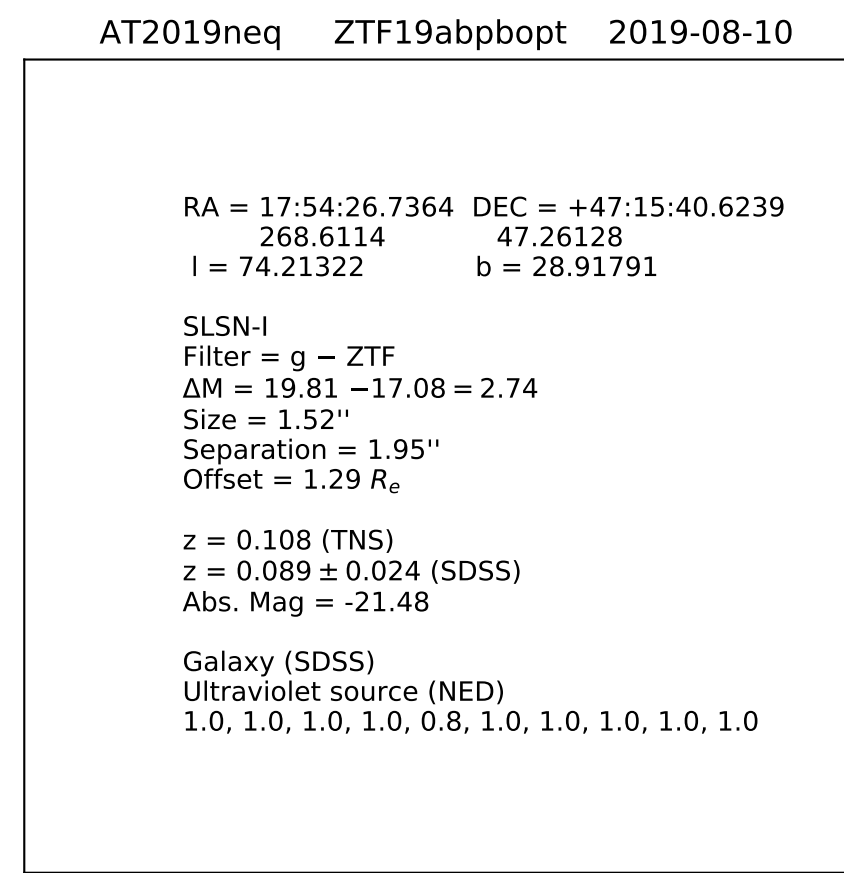 AT2019neq ZTF19abpbopt 2019-08-10
RA = 17:54:26.7364 DEC = +47:15:40.6239
268.6114 47.26128
l = 74.21322 b = 28.91791
SLSN-I
Filter = g − ZTF
ΔM = 19.81 −17.08 = 2.74
Size = 1.52''
Separation = 1.95''
Offset = 1.29 Rₑ
z = 0.108 (TNS)
z = 0.089 ± 0.024 (SDSS)
Abs. Mag = -21.48
Galaxy (SDSS)
Ultraviolet source (NED)
1.0, 1.0, 1.0, 1.0, 0.8, 1.0, 1.0, 1.0, 1.0, 1.0